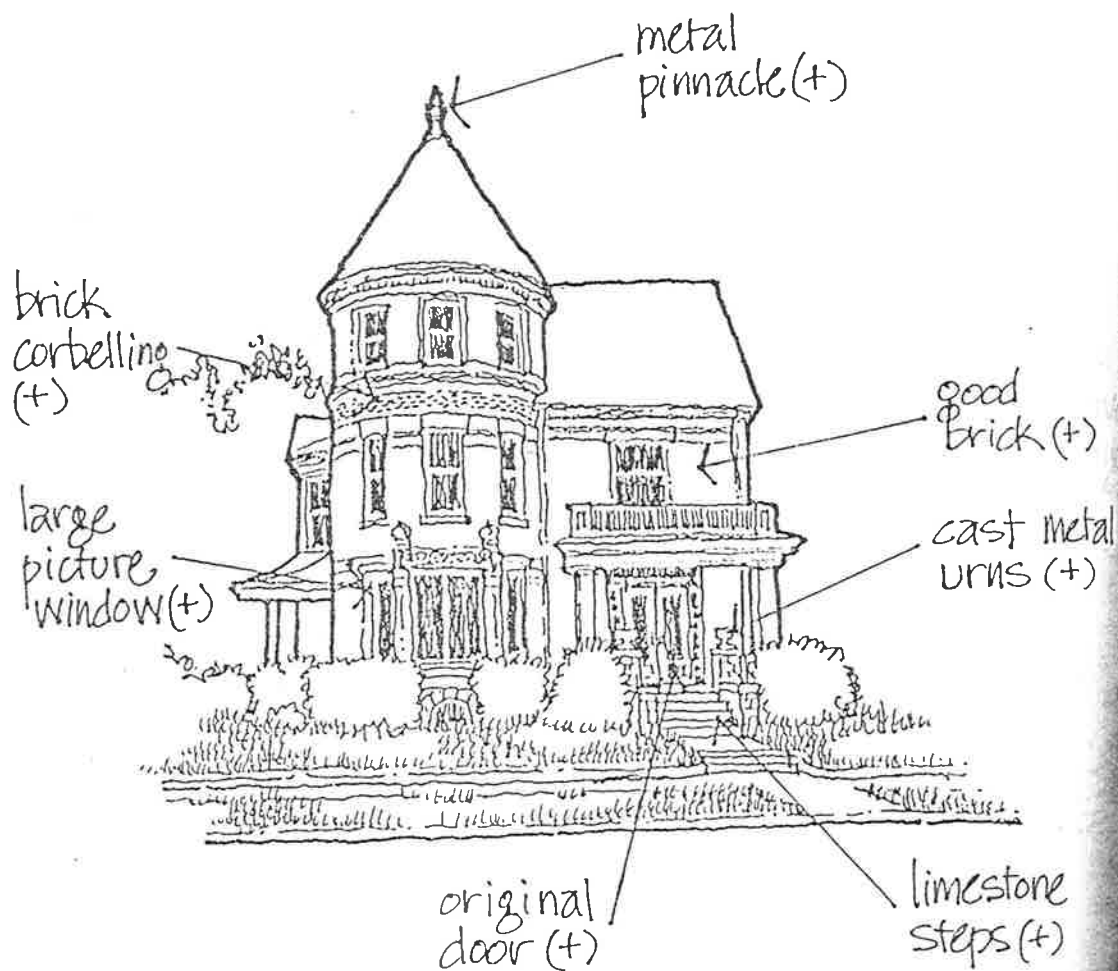 metal
pinnacle (+)
brick
corbelling
(+)
good
brick (+)
large
picture
window (+)
cast metal
urns (+)
original
door (+)
limestone
steps (+)